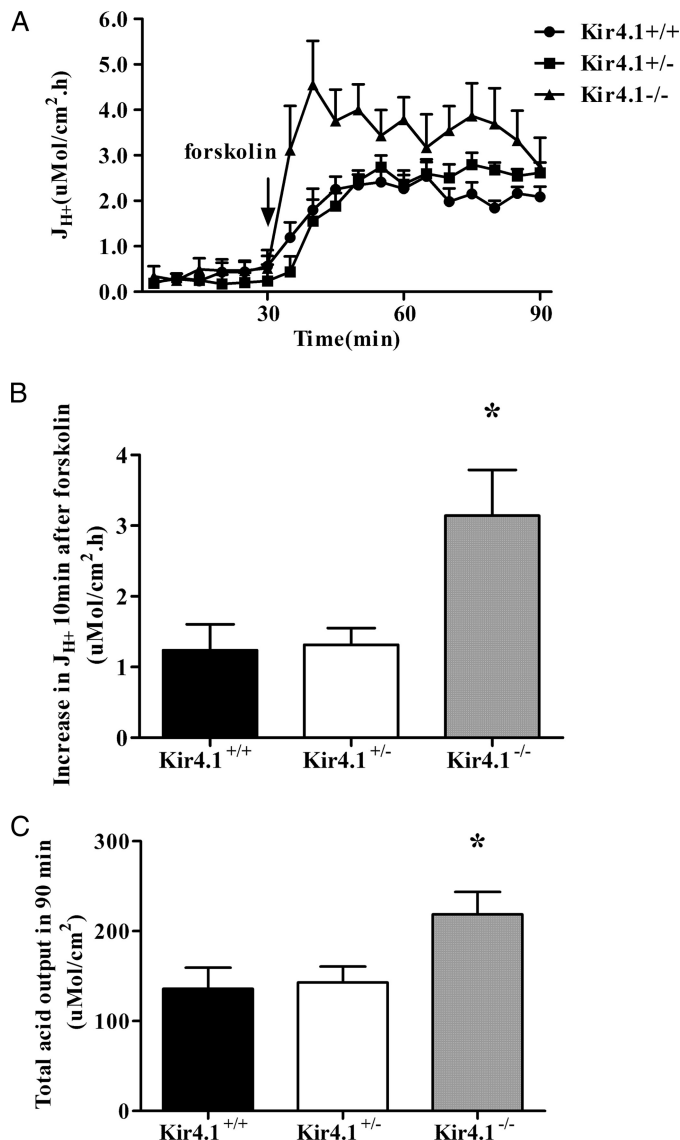 A
Kir4.1+/+
Kir4.1+/-
Kir4.1-/-
6.0
5.0
4.0
3.0
2.0
1.0
0.0
J_H+(uMol/cm².h)
forskolin
30
60
90
Time(min)
B
*
Increase in J_H+ 10min after forskolin
(uMol/cm².h)
4
3
2
1
0
Kir4.1 +/+
Kir4.1 +/-
Kir4.1 -/-
C
*
Total acid output in 90 min
(uMol/cm²)
300
200
100
0
Kir4.1 +/+
Kir4.1 +/-
Kir4.1 -/-